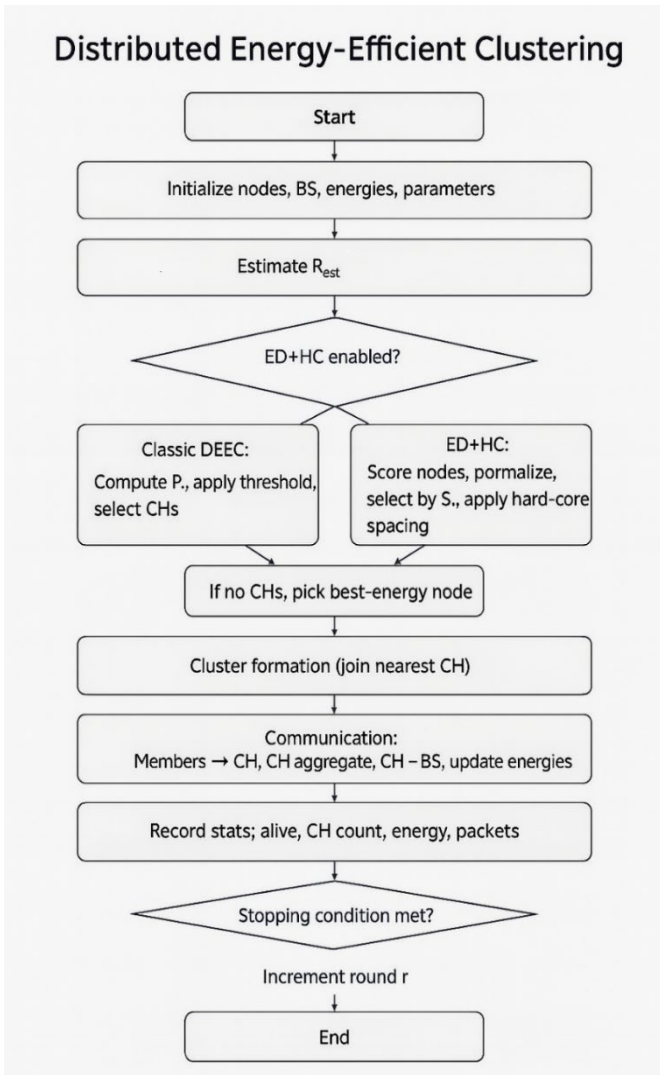 Distributed Energy-Efficient Clustering
Start
Initialize nodes, BS, energies, parameters
Estimate Rest
ED+HC enabled?
Classic DEEC:
Compute P., apply threshold,
select CHs
ED+HC:
Score nodes, pormalize,
select by S., apply hard-core
spacing
If no CHs, pick best-energy node
Cluster formation (join nearest CH)
Communication:
Members → CH, CH aggregate, CH – BS, update energies
Record stats; alive, CH count, energy, packets
Stopping condition met?
Increment round r
End